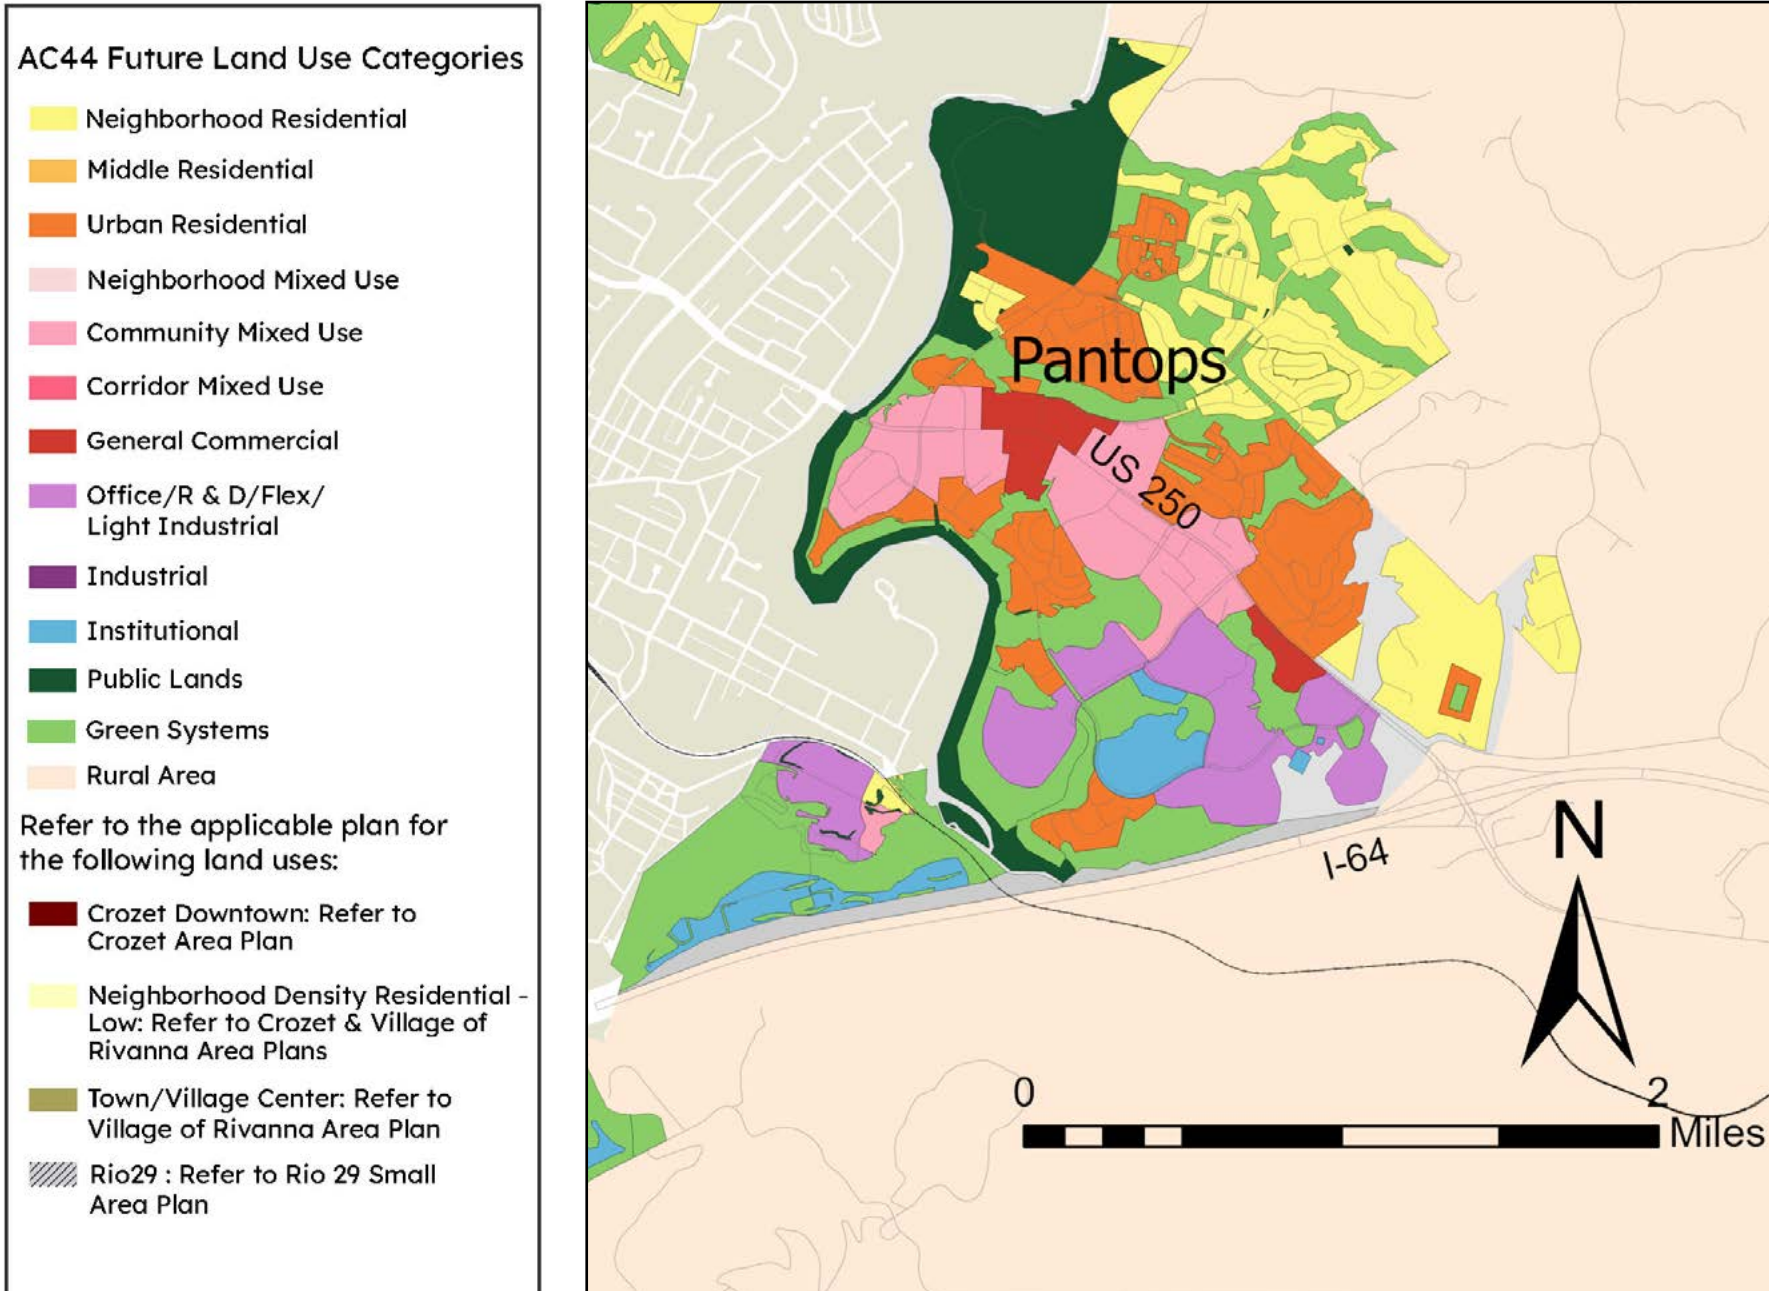 AC44 Future Land Use Categories
Neighborhood Residential
Middle Residential
Urban Residential
Neighborhood Mixed Use
Community Mixed Use
Corridor Mixed Use
General Commercial
Office/R & D/Flex/
Light Industrial
Industrial
Institutional
Public Lands
Green Systems
Rural Area
Refer to the applicable plan for
the following land uses:
Crozet Downtown: Refer to
Crozet Area Plan
Neighborhood Density Residential -
Low: Refer to Crozet & Village of
Rivanna Area Plans
Town/Village Center: Refer to
Village of Rivanna Area Plan
Rio29 : Refer to Rio 29 Small
Area Plan
Pantops
US 250
I-64
N
0 2
Miles